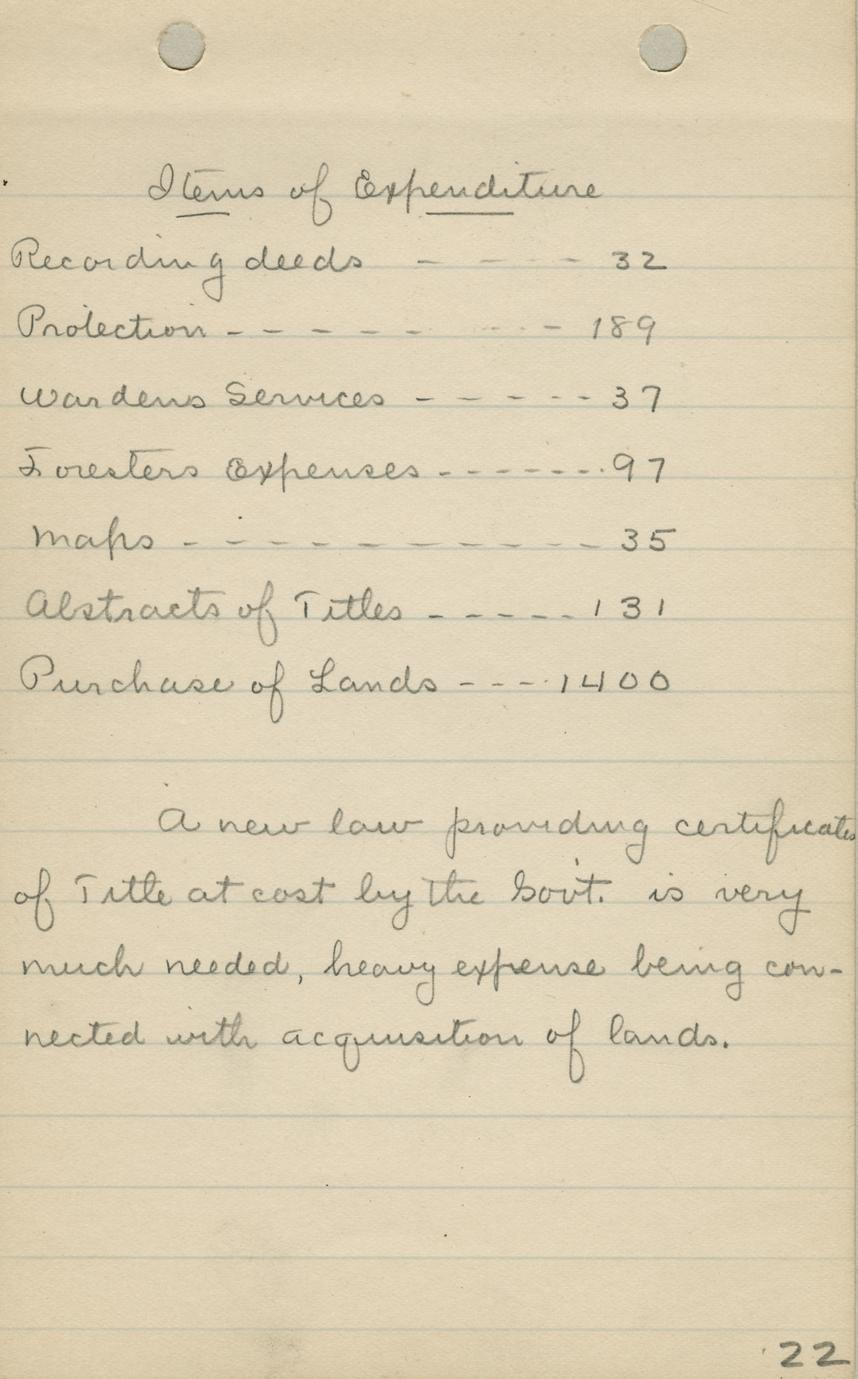 Items of Expenditure
Recording deeds - - - - 32
Protection - - - - - - - - 189
Wardens Services - - - - - 37
Foresters Expenses - - - - - - - 97
Maps - - - - - - - - - - 35
Abstracts of Titles - - - - - 131
Purchase of Lands - - - - 1400
A new law providing certificates
of Title at cost by the Gov't. is very
much needed, heavy expense being con-
nected with acquisition of lands.
22